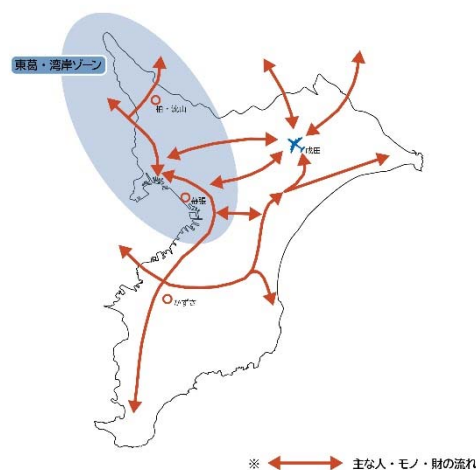 東葛・湾岸ゾーン
柏・流山
成田
幕張
かずさ
※ 主な人・モノ・財の流れ